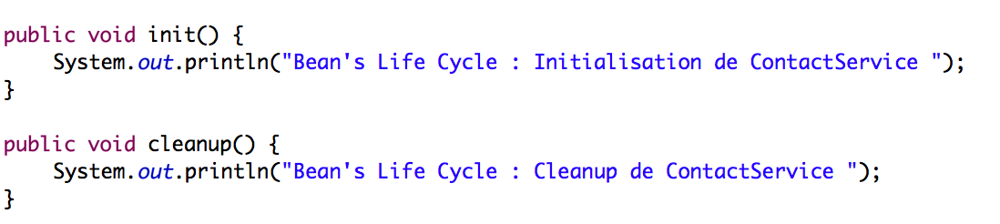 public void init() {
    System.out.println("Bean's Life Cycle : Initialisation de ContactService ");
}
public void cleanup() {
    System.out.println("Bean's Life Cycle : Cleanup de ContactService ");
}